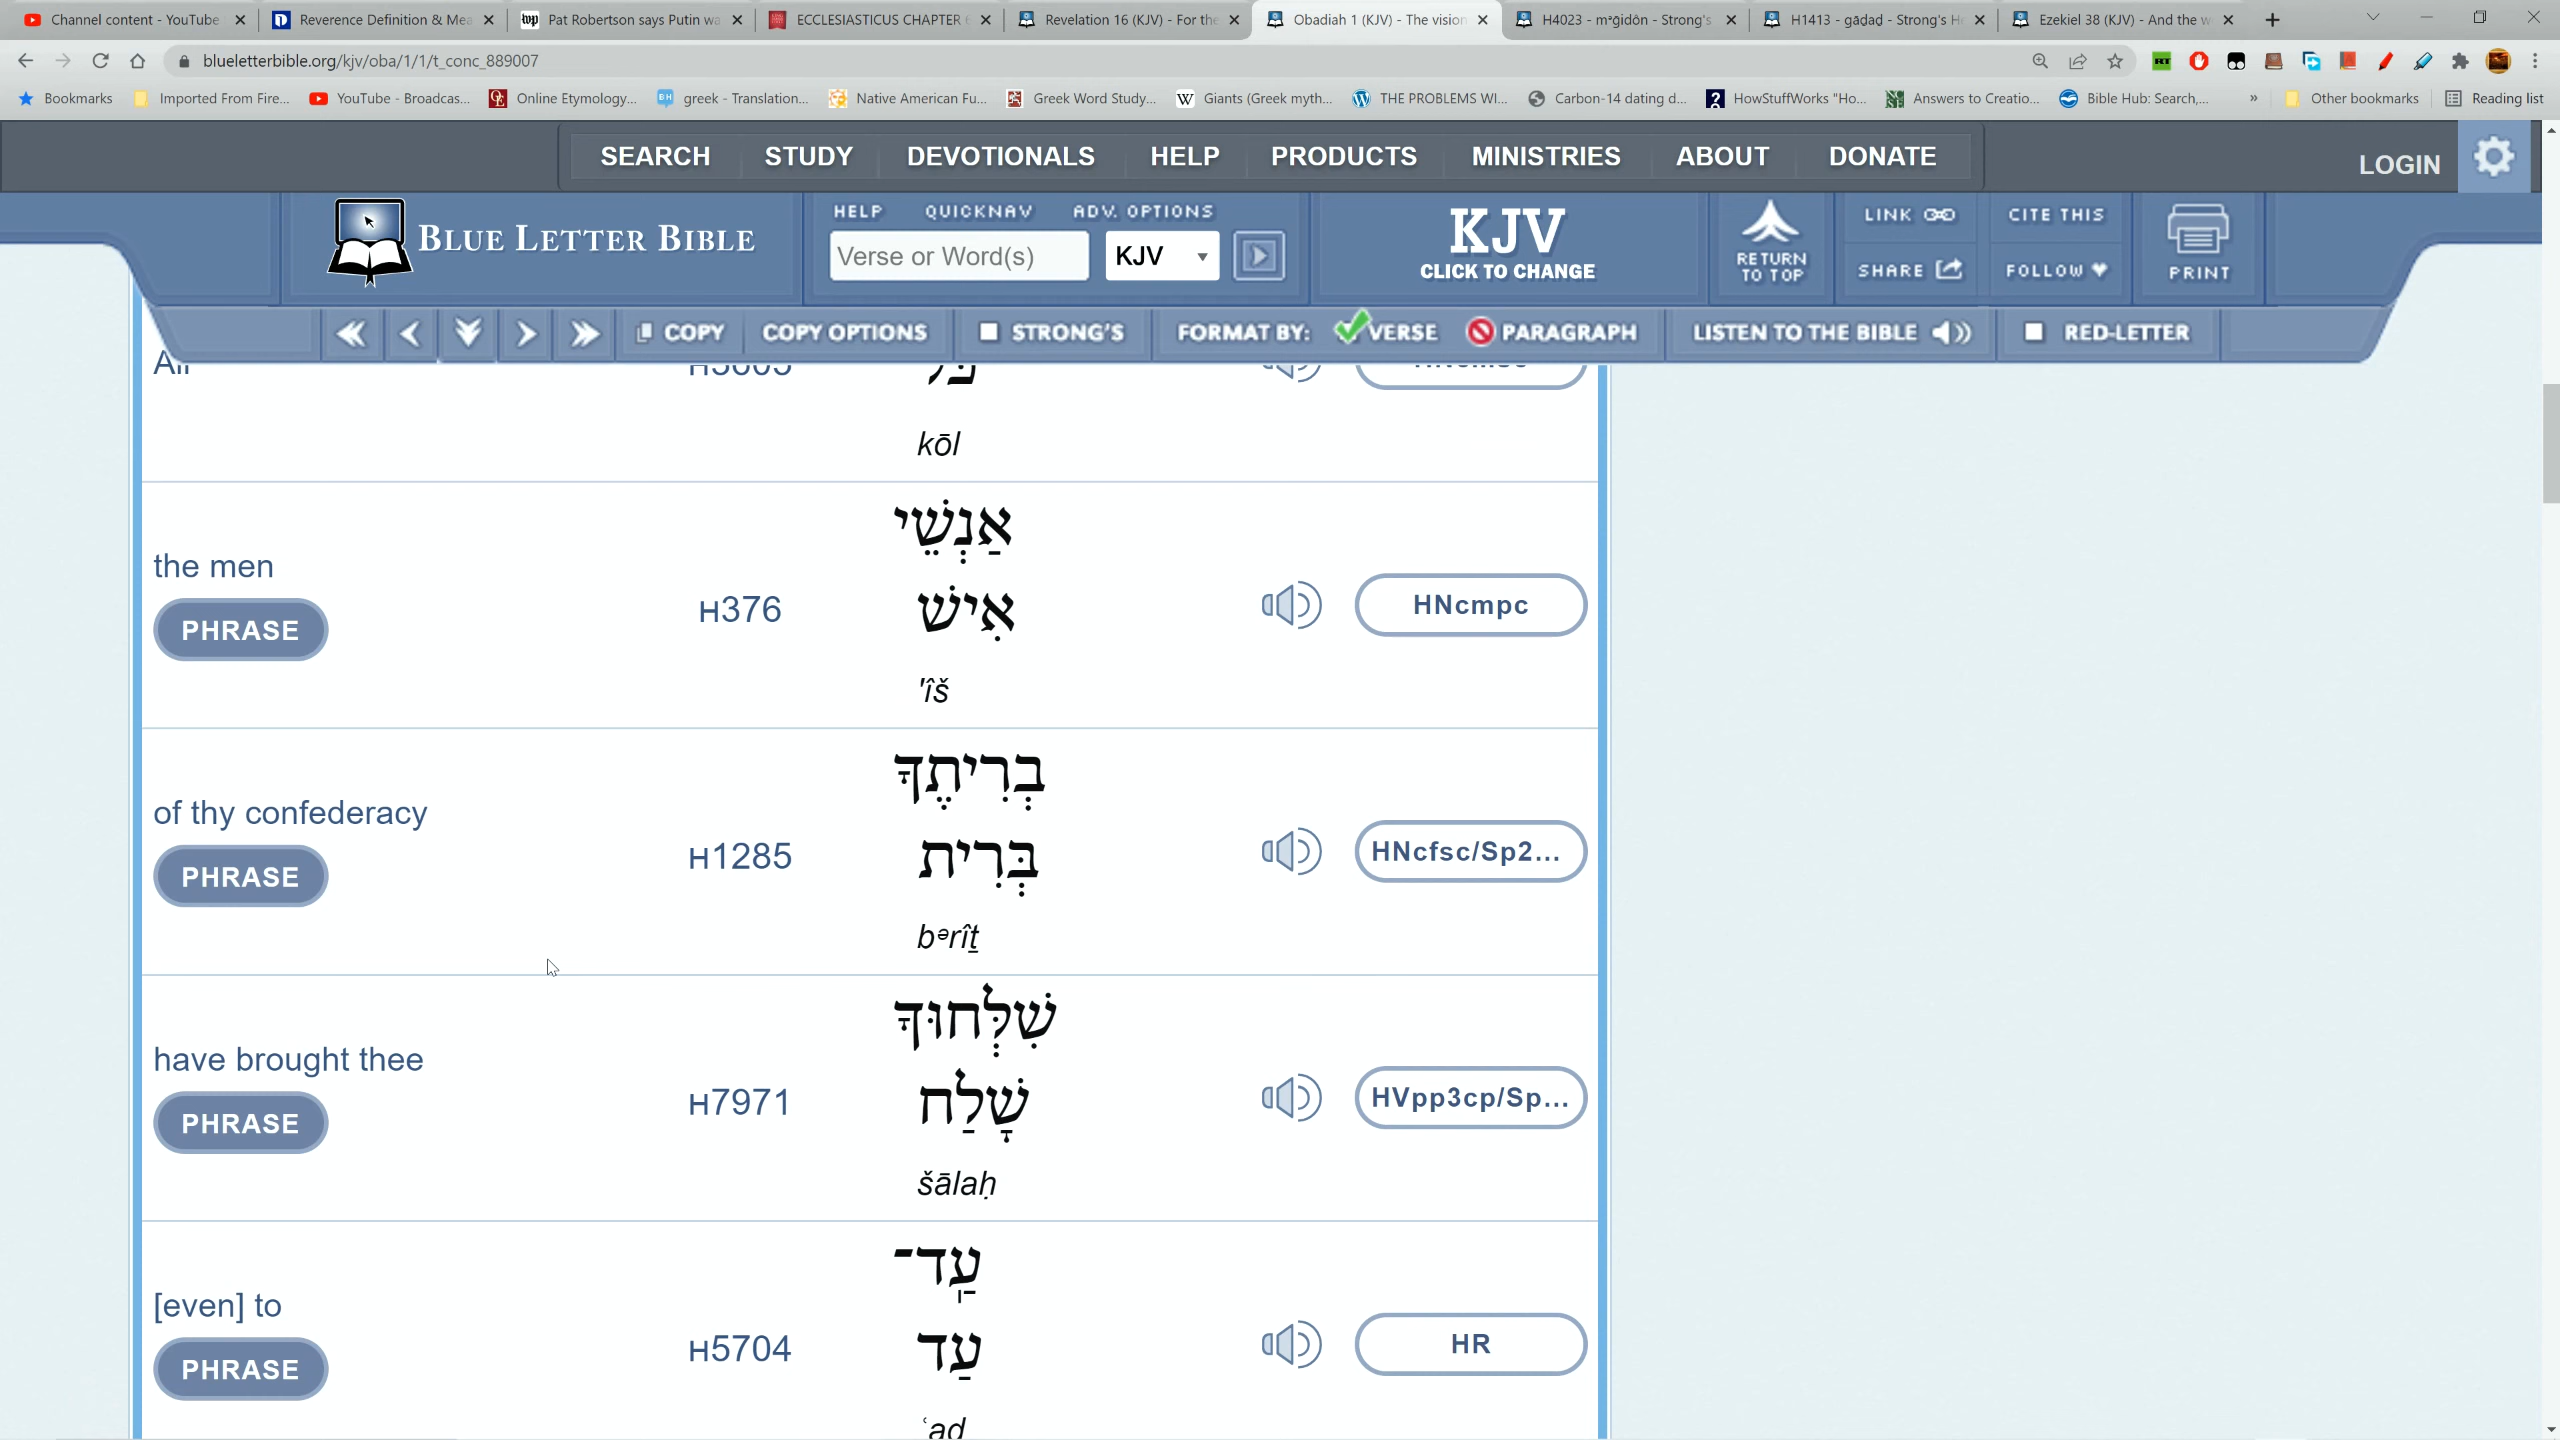 Channel content - YouTube
Reverence Definition & Mea
Pat Robertson says Putin wa
ECCLESIASTICUS CHAPTER 6
Revelation 16 (KJV) - For the
Obadiah 1 (KJV) - The vision
H4023 - mᵊḡidôn - Strong's
H1413 - gāḏaḏ - Strong's He
Ezekiel 38 (KJV) - And the w
blueletterbible.org/kjv/oba/1/1/t_conc_889007
RT
Bookmarks
Imported From Fire...
YouTube - Broadcas...
Online Etymology...
greek - Translation...
Native American Fu...
Greek Word Study...
Giants (Greek myth...
THE PROBLEMS WI...
Carbon-14 dating d...
HowStuffWorks "Ho...
Answers to Creatio...
Bible Hub: Search,...
»
Other bookmarks
Reading list
SEARCH STUDY DEVOTIONALS HELP PRODUCTS MINISTRIES ABOUT DONATE
LOGIN
BLUE LETTER BIBLE
HELP QUICKNAV ADV. OPTIONS
Verse or Word(s)
KJV
KJV
CLICK TO CHANGE
RETURN
TO TOP
LINK
CITE THIS
SHARE
FOLLOW
PRINT
COPY COPY OPTIONS STRONG'S FORMAT BY: VERSE PARAGRAPH LISTEN TO THE BIBLE RED-LETTER
All
H3605
כֹּל
kōl
the men
PHRASE
H376
אַנְשֵׁי
אִישׁ
'îš
HNcmpc
of thy confederacy
PHRASE
H1285
בְרִיתֶךָ
בְּרִית
bᵊrîṯ
HNcfsc/Sp2...
have brought thee
PHRASE
H7971
שִׁלְּחוּךָ
שָׁלַח
šālaḥ
HVpp3cp/Sp...
[even] to
PHRASE
H5704
עַֽד־
עַד
ʿaḏ
HR